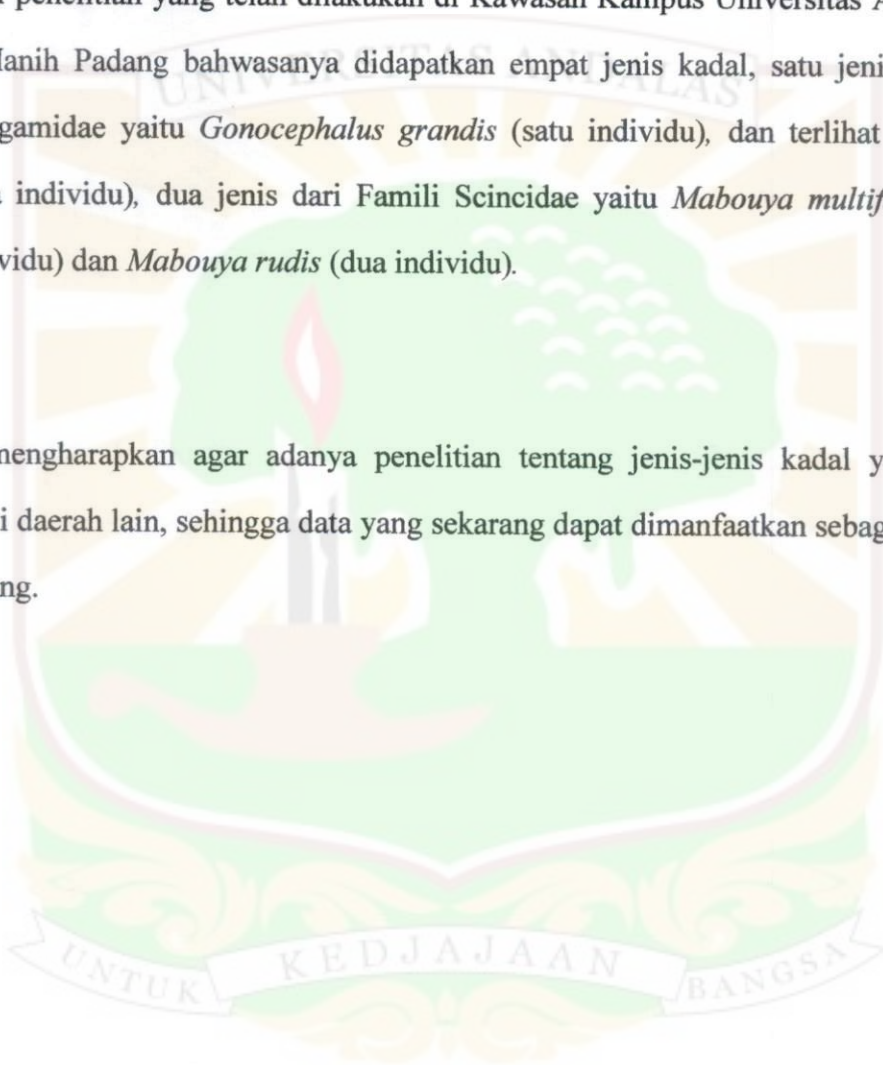 penelitian yang telah dilakukan di Kawasan Kampus Universitas A
Manih Padang bahwasanya didapatkan empat jenis kadal, satu jeni
UNIVERSITAS ANDALAS
gamidae yaitu Gonocephalus grandis (satu individu), dan terlihat
individu), dua jenis dari Famili Scincidae yaitu Mabouya multif
vidu) dan Mabouya rudis (dua individu).
mengharapkan agar adanya penelitian tentang jenis-jenis kadal y
i daerah lain, sehingga data yang sekarang dapat dimanfaatkan sebag
ng.
UNTUK KEDJAJAAN BANGSA